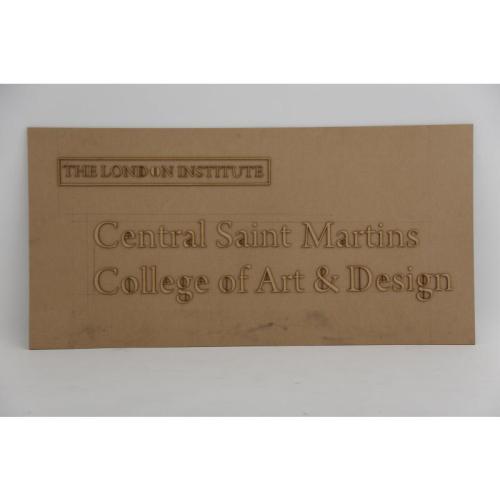 THE LONDON INSTITUTE
Central Saint Martins
College of Art & Design